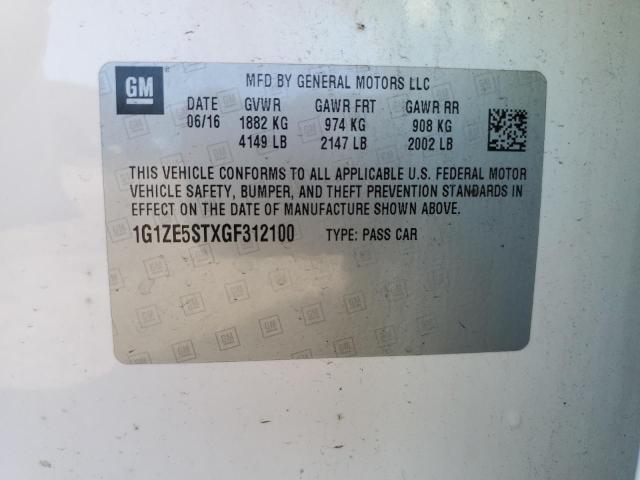 GM
MFD BY GENERAL MOTORS LLC
DATE GVWR GAWR FRT GAWR RR
06/16 1882 KG 974 KG 908 KG
4149 LB 2147 LB 2002 LB
THIS VEHICLE CONFORMS TO ALL APPLICABLE U.S. FEDERAL MOTOR
VEHICLE SAFETY, BUMPER, AND THEFT PREVENTION STANDARDS IN
EFFECT ON THE DATE OF MANUFACTURE SHOWN ABOVE.
1G1ZE5STXGF312100 TYPE: PASS CAR